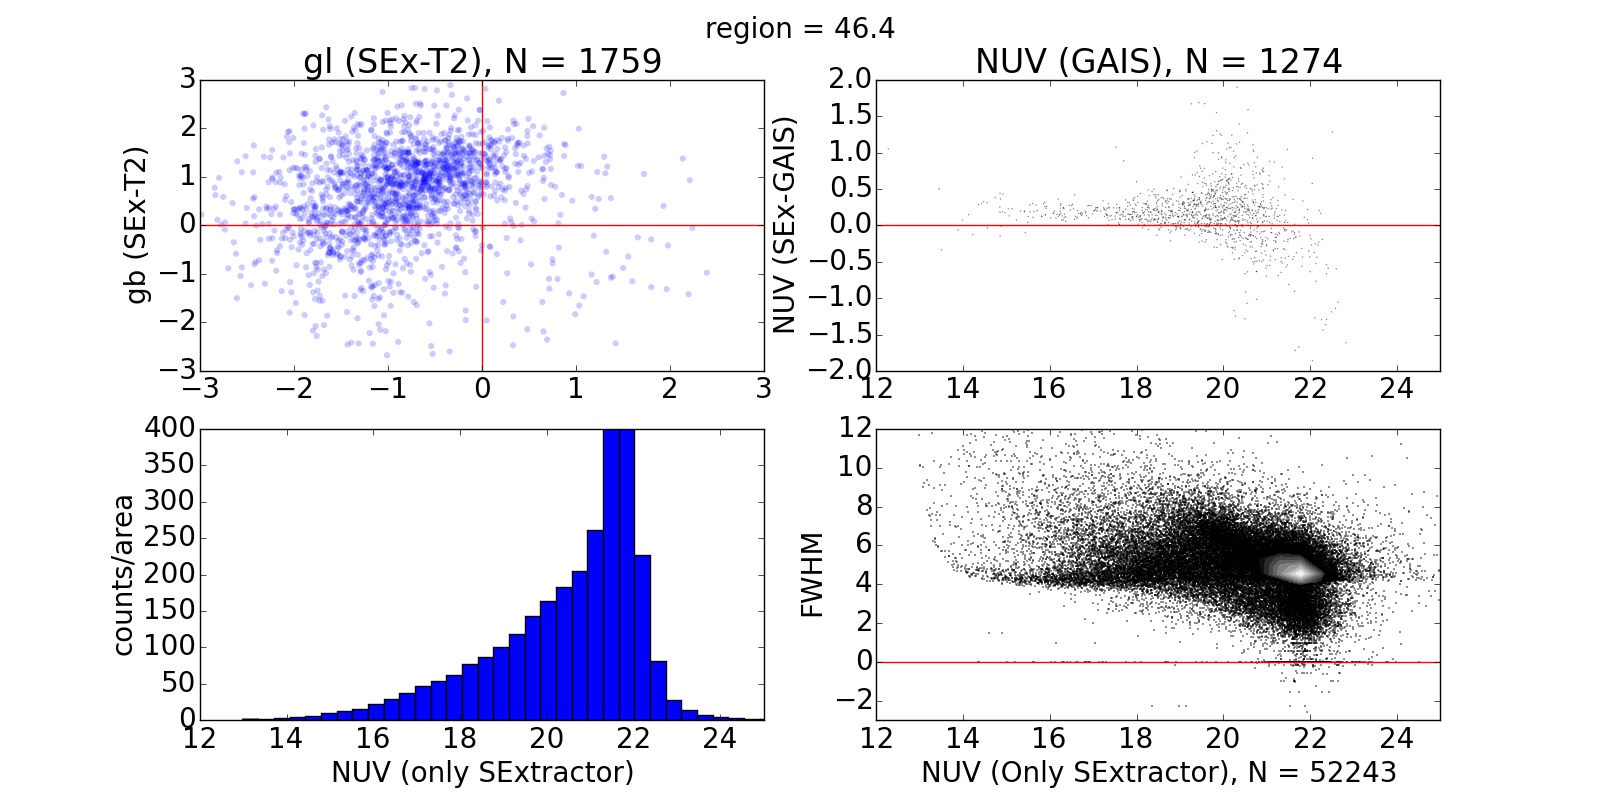 region = 46.4
gl (SEx-T2), N = 1759
NUV (GAIS), N = 1274
3
2
1
0
−1
−2
−3
gb (SEx-T2)
−3 −2 −1 0 1 2 3
2.0
1.5
1.0
0.5
0.0
−0.5
−1.0
−1.5
−2.0
NUV (SEx-GAIS)
12 14 16 18 20 22 24
400
350
300
250
200
150
100
50
0
counts/area
12 14 16 18 20 22 24
NUV (only SExtractor)
12
10
8
6
4
2
0
−2
FWHM
12 14 16 18 20 22 24
NUV (Only SExtractor), N = 52243